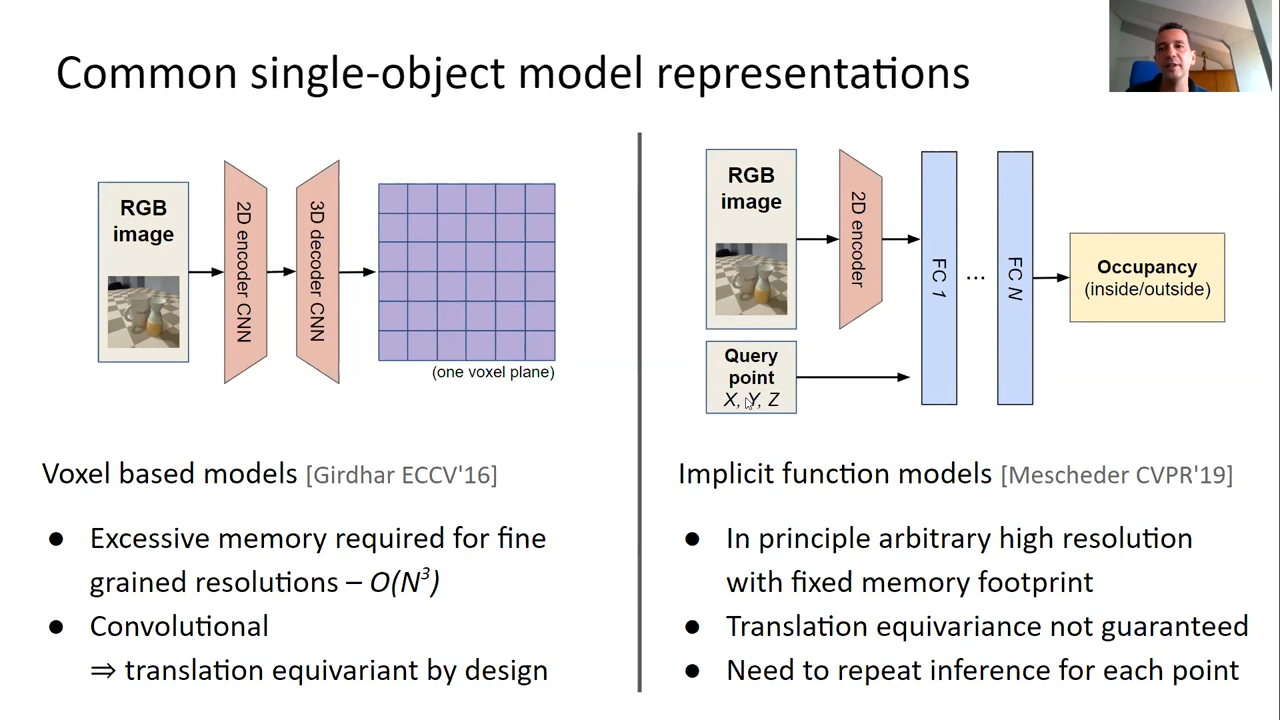 Common single-object model representations
RGB
image
2D encoder CNN
3D decoder CNN
(one voxel plane)
Voxel based models [Girdhar ECCV'16]
● Excessive memory required for fine
grained resolutions – O(N³)
● Convolutional
⇒ translation equivariant by design
RGB
image
2D encoder
Query
point
X, Y, Z
FC 1
...
FC N
Occupancy
(inside/outside)
Implicit function models [Mescheder CVPR'19]
● In principle arbitrary high resolution
with fixed memory footprint
● Translation equivariance not guaranteed
● Need to repeat inference for each point